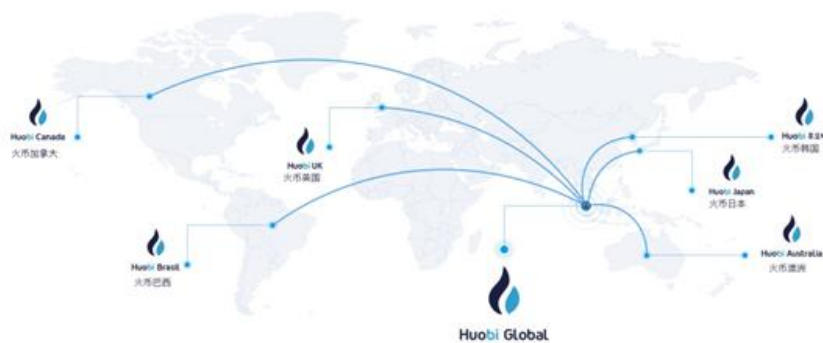 Huobi Canada
火币加拿大
Huobi UK
火币英国
Huobi Brasil
火币巴西
Huobi Global
Huobi
火币韩国
Huobi Japan
火币日本
Huobi Australia
火币澳洲